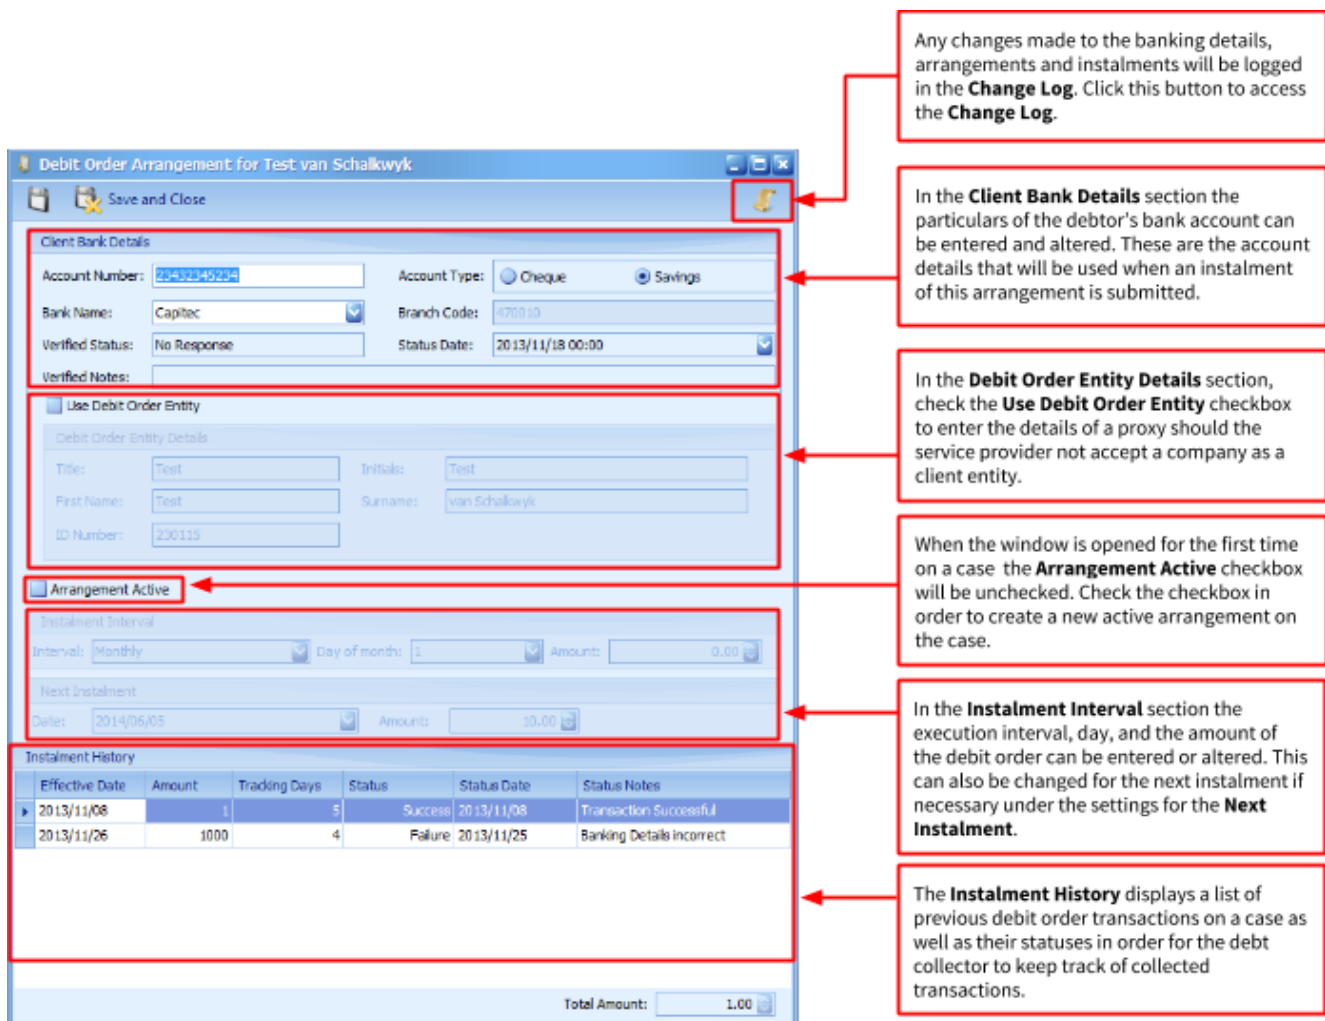 Any changes made to the banking details,
arrangements and instalments will be logged
in the Change Log. Click this button to access
the Change Log.
Debit Order Arrangement for Test van Schalkwyk
Save and Close
Client Bank Details
Account Number: 23432345234 Account Type: Cheque Savings
Bank Name: Capitec Branch Code: 470010
Verified Status: No Response Status Date: 2013/11/18 00:00
Verified Notes:
In the Client Bank Details section the
particulars of the debtor's bank account can
be entered and altered. These are the account
details that will be used when an instalment
of this arrangement is submitted.
Use Debit Order Entity
Debit Order Entity Details
Title: Test Initials: Test
First Name: Test Surname: van Schalkwyk
ID Number: 230115
In the Debit Order Entity Details section,
check the Use Debit Order Entity checkbox
to enter the details of a proxy should the
service provider not accept a company as a
client entity.
Arrangement Active
When the window is opened for the first time
on a case the Arrangement Active checkbox
will be unchecked. Check the checkbox in
order to create a new active arrangement on
the case.
Instalment Interval
Interval: Monthly Day of month: 1 Amount: 0.00
Next Instalment
Date: 2014/06/05 Amount: 10.00
In the Instalment Interval section the
execution interval, day, and the amount of
the debit order can be entered or altered. This
can also be changed for the next instalment if
necessary under the settings for the Next
Instalment.
Instalment History
Effective Date Amount Tracking Days Status Status Date Status Notes
2013/11/08 1 5 Success 2013/11/08 Transaction Successful
2013/11/26 1000 4 Failure 2013/11/25 Banking Details incorrect
The Instalment History displays a list of
previous debit order transactions on a case as
well as their statuses in order for the debt
collector to keep track of collected
transactions.
Total Amount: 1.00